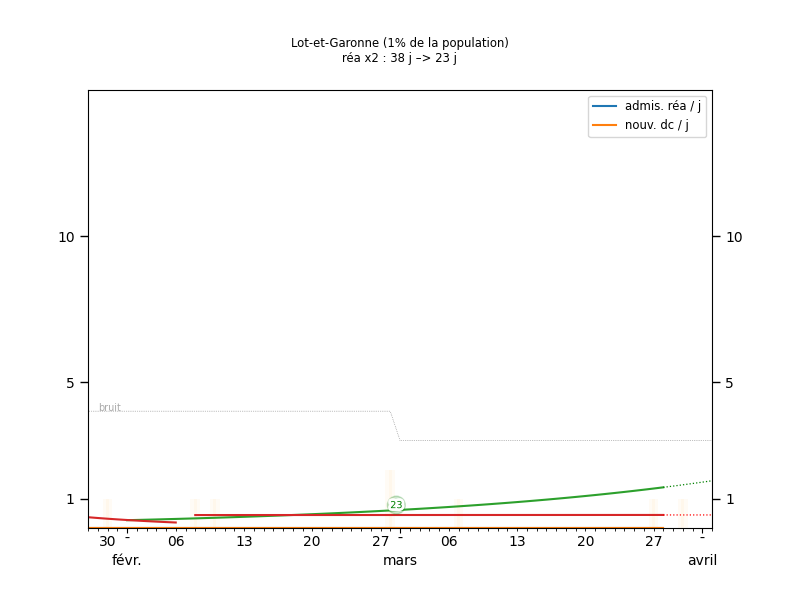 Lot-et-Garonne (1% de la population)
réa x2 : 38 j –> 23 j
admis. réa / j
nouv. dc / j
10
10
5
5
bruit
1
1
23
30 - 06 13 20 27 - 06 13 20 27 -
févr. mars avril